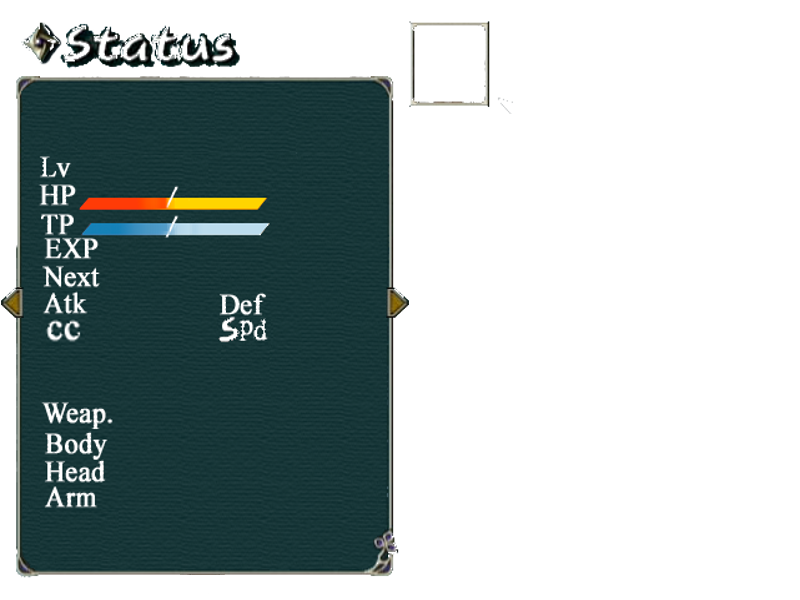 Status
Lv
HP /
TP /
EXP
Next
Atk Def
CC Spd
Weap.
Body
Head
Arm